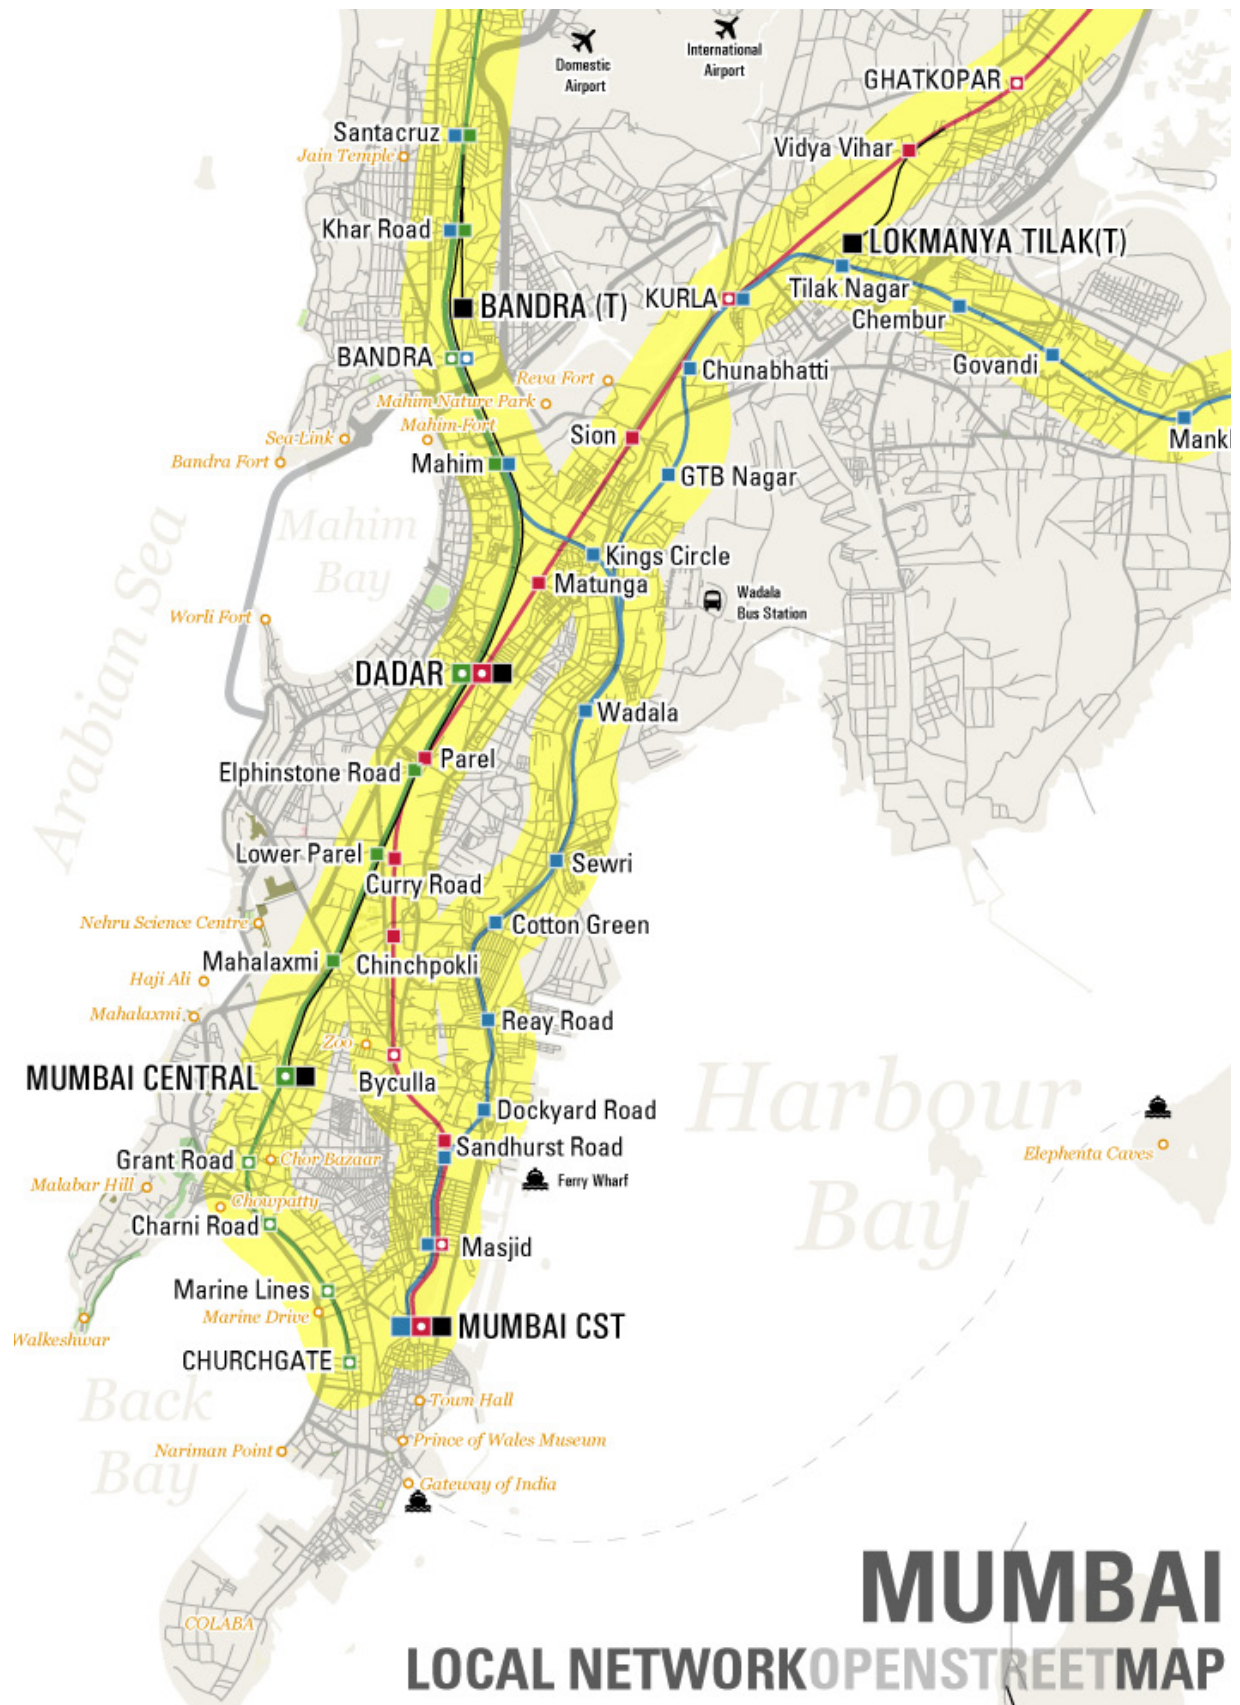 Domestic
Airport
International
Airport
GHATKOPAR
Santacruz
Jain Temple
Vidya Vihar
Khar Road
LOKMANYA TILAK(T)
Tilak Nagar
BANDRA (T)
KURLA
Chembur
BANDRA
Govandi
Chunabhatti
Reva Fort
Mahim Nature Park
Mahim Fort
Sea Link
Sion
Mankl
Bandra Fort
Mahim
GTB Nagar
Mahim
Bay
Arabian Sea
Kings Circle
Matunga
Wadala
Bus Station
Worli Fort
DADAR
Wadala
Parel
Elphinstone Road
Lower Parel
Sewri
Curry Road
Nehru Science Centre
Cotton Green
Mahalaxmi
Chinchpokli
Haji Ali
Mahalaxmi
Reay Road
Zoo
MUMBAI CENTRAL
Byculla
Harbour
Bay
Dockyard Road
Sandhurst Road
Elephenta Caves
Grant Road
Chor Bazaar
Ferry Wharf
Malabar Hill
Chowpatty
Charni Road
Masjid
Marine Lines
Marine Drive
MUMBAI CST
Walkeshwar
CHURCHGATE
Back
Bay
Town Hall
Prince of Wales Museum
Nariman Point
Gateway of India
COLABA
MUMBAI
LOCAL NETWORKOPENSTREETMAP